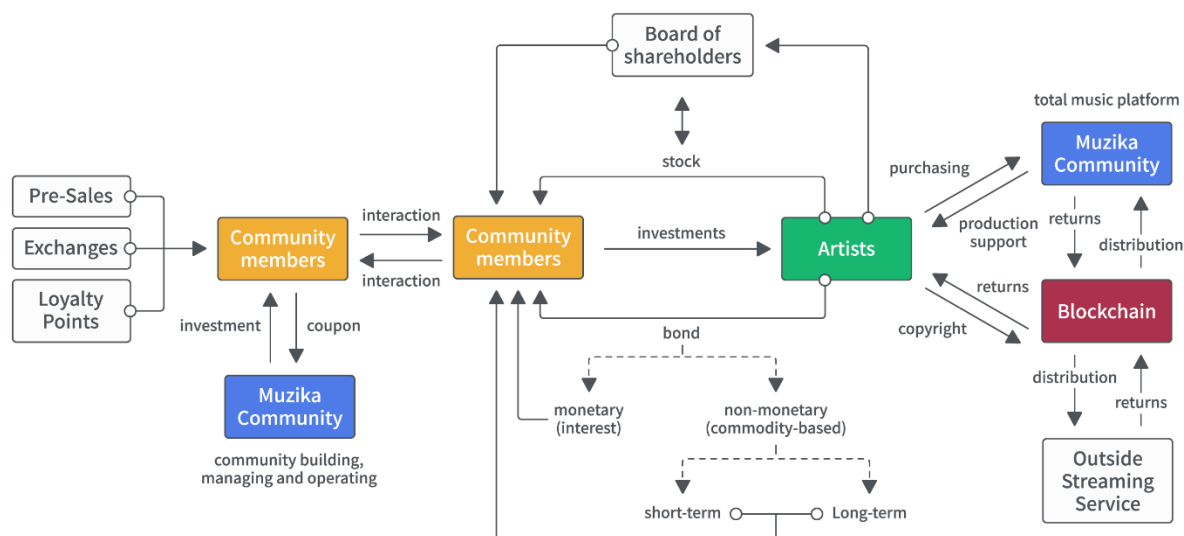 Board of
shareholders
total music platform
Muzika
Community
stock
purchasing
Pre-Sales
interaction
production
support
returns
Exchanges
Community
members
Community
members
investments
Artists
distribution
interaction
returns
Loyalty
Points
Blockchain
investment
coupon
bond
copyright
distribution
Muzika
Community
monetary
(interest)
non-monetary
(commodity-based)
returns
community building,
managing and operating
Outside
Streaming
Service
short-term
Long-term